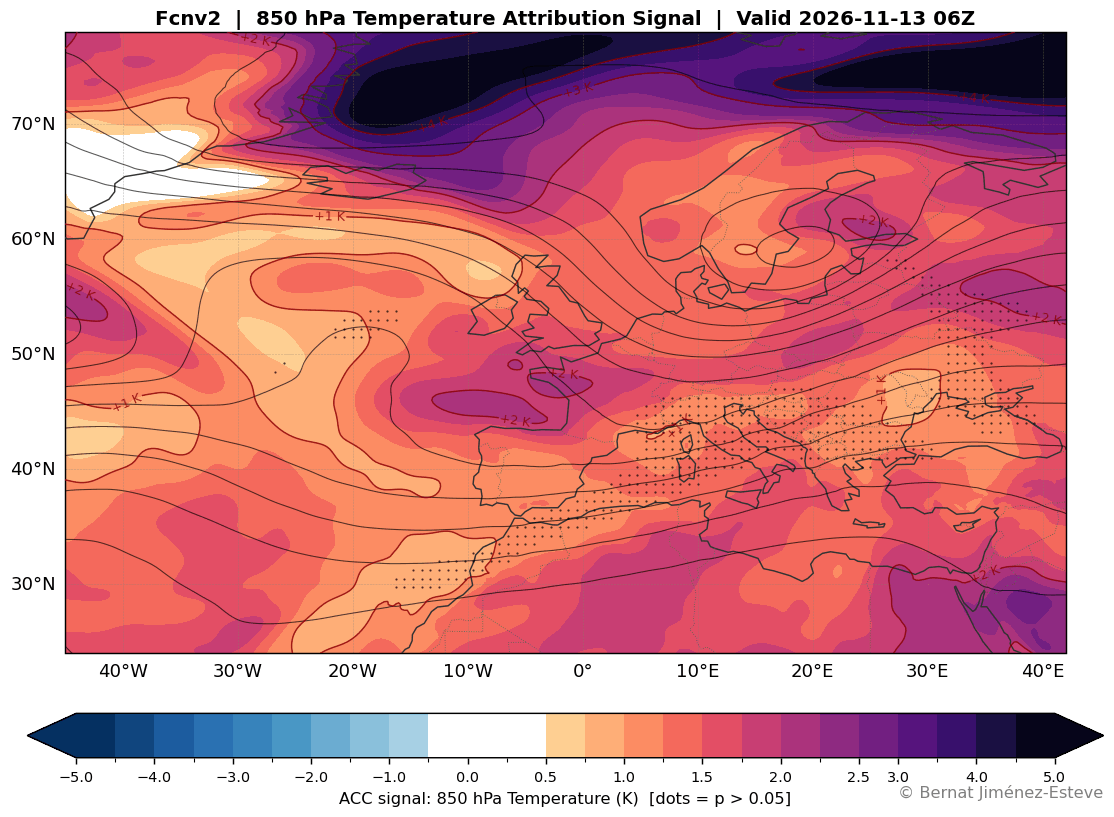 Fcnv2 | 850 hPa Temperature Attribution Signal | Valid 2026-11-13 06Z
+2 K
+3 K
70°N
+2 K
60°N
+1 K
+2 K
+2 K
50°N
+2 K
+1 K
+1 K
+2 K
40°N
30°N
+2 K
40°W 30°W 20°W 10°W 0° 10°E 20°E 30°E 40°E
−5.0 −4.0 −3.0 −2.0 −1.0 0.0 0.5 1.0 1.5 2.0 2.5 3.0 4.0 5.0
ACC signal: 850 hPa Temperature (K) [dots = p > 0.05]
© Bernat Jiménez-Esteve